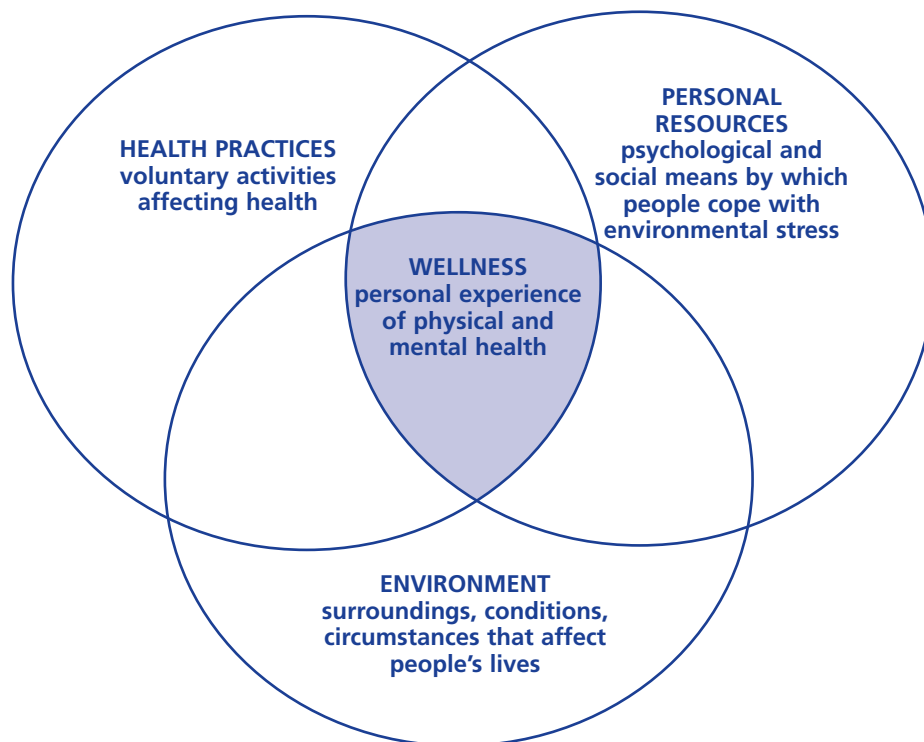 HEALTH PRACTICES
voluntary activities
affecting health
PERSONAL
RESOURCES
psychological and
social means by which
people cope with
environmental stress
WELLNESS
personal experience
of physical and
mental health
ENVIRONMENT
surroundings, conditions,
circumstances that affect
people’s lives